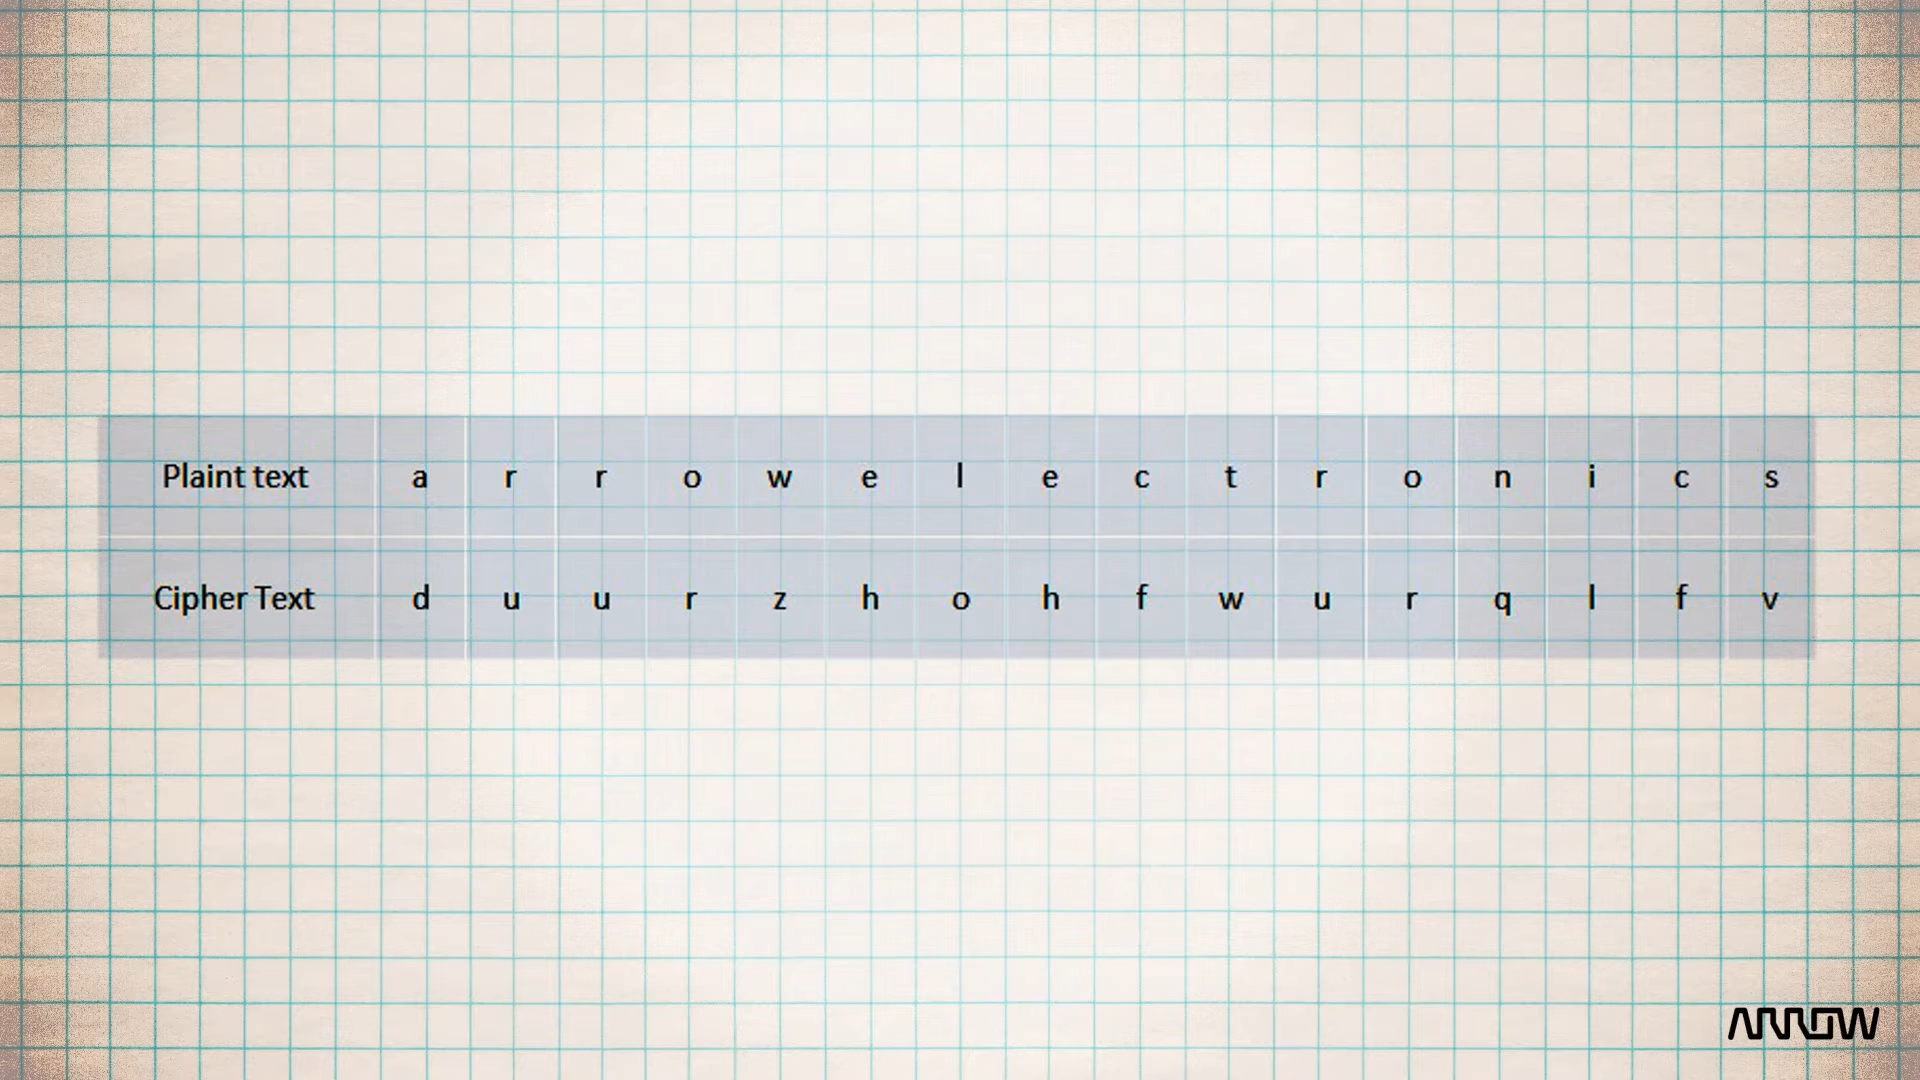 Plaint text a r r o w e l e c t r o n i c s
Cipher Text d u u r z h o h f w u r q l f v
ARROW